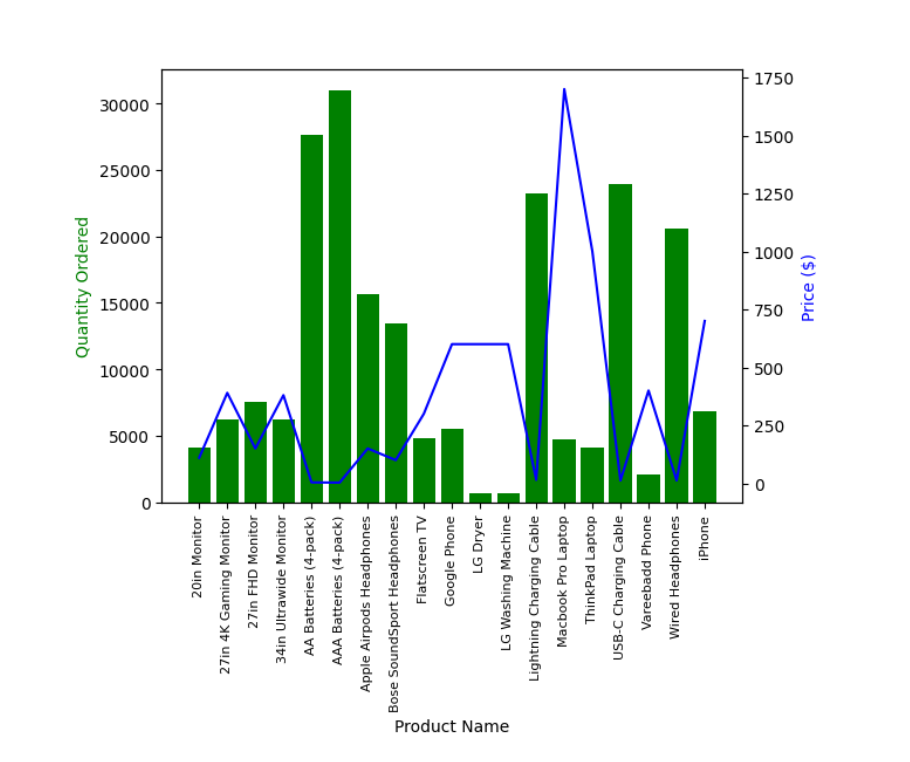 30000
25000
20000
15000
10000
5000
0
Quantity Ordered
1750
1500
1250
1000
750
500
250
0
Price ($)
20in Monitor
27in 4K Gaming Monitor
27in FHD Monitor
34in Ultrawide Monitor
AA Batteries (4-pack)
AAA Batteries (4-pack)
Apple Airpods Headphones
Bose SoundSport Headphones
Flatscreen TV
Google Phone
LG Dryer
LG Washing Machine
Lightning Charging Cable
Macbook Pro Laptop
ThinkPad Laptop
USB-C Charging Cable
Vareebadd Phone
Wired Headphones
iPhone
Product Name